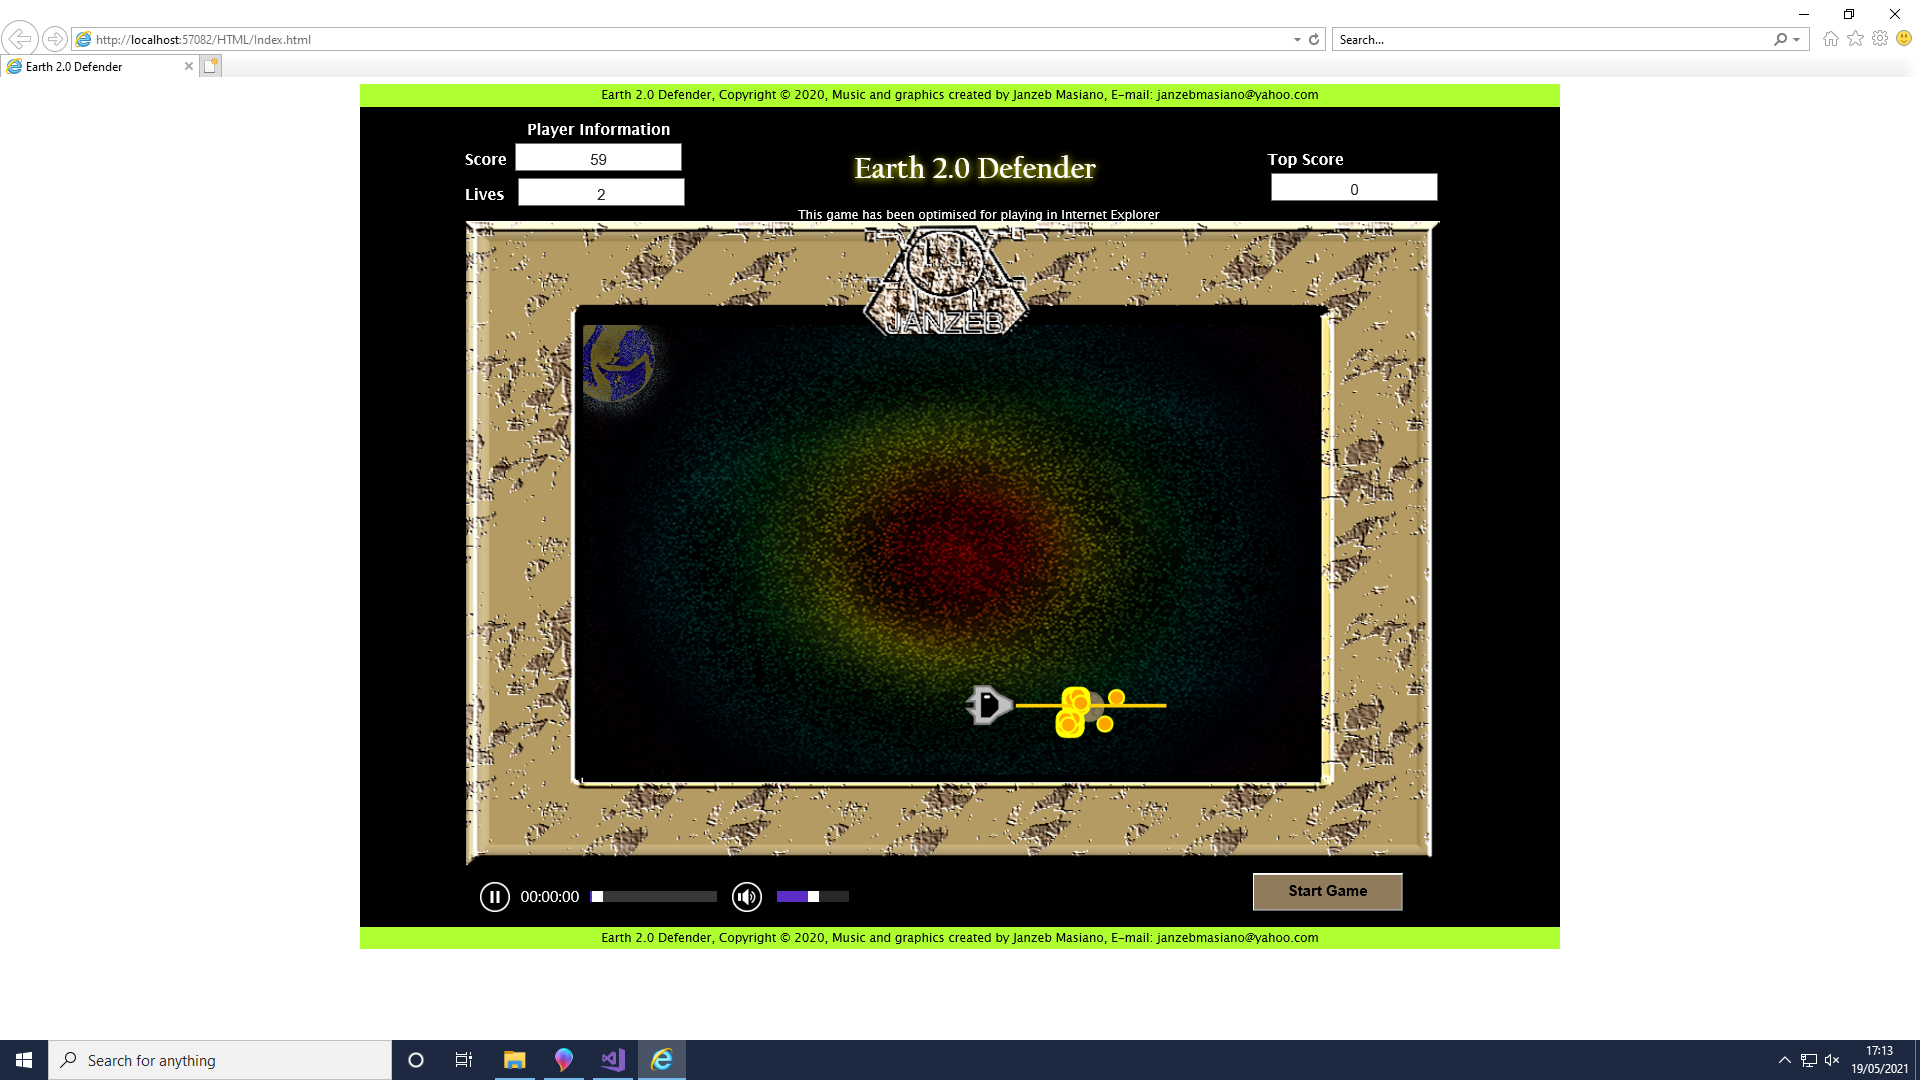 http://localhost:57082/HTML/Index.html
Search...
Earth 2.0 Defender
Earth 2.0 Defender, Copyright © 2020, Music and graphics created by Janzeb Masiano, E-mail: janzebmasiano@yahoo.com
Player Information
Score 59
Lives 2
Earth 2.0 Defender
Top Score
0
This game has been optimised for playing in Internet Explorer
JANZEB
00:00:00
Start Game
Earth 2.0 Defender, Copyright © 2020, Music and graphics created by Janzeb Masiano, E-mail: janzebmasiano@yahoo.com
Search for anything
17:13
19/05/2021